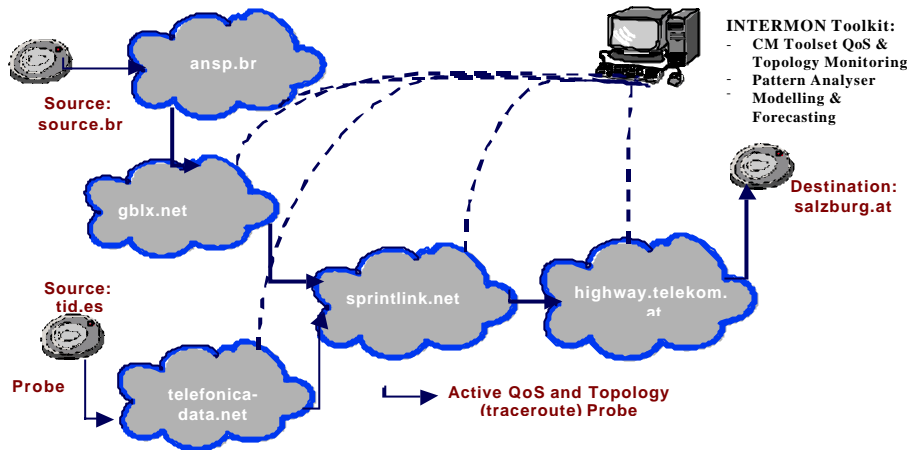 INTERMON Toolkit:
- CM Toolset QoS &
Topology Monitoring
- Pattern Analyser
- Modelling &
Forecasting
ansp.br
Source:
source.br
gblx.net
Destination:
salzburg.at
Source:
tid.es
sprintlink.net
highway.telekom.
at
Probe
telefonica-
data.net
Active QoS and Topology
(traceroute) Probe